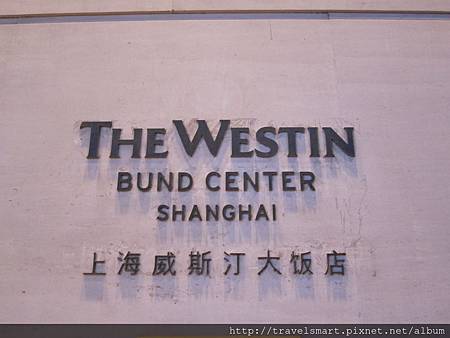 THE WESTIN
BUND CENTER
SHANGHAI
上海威斯汀大饭店
http://travelsmart.pixnet.net/album